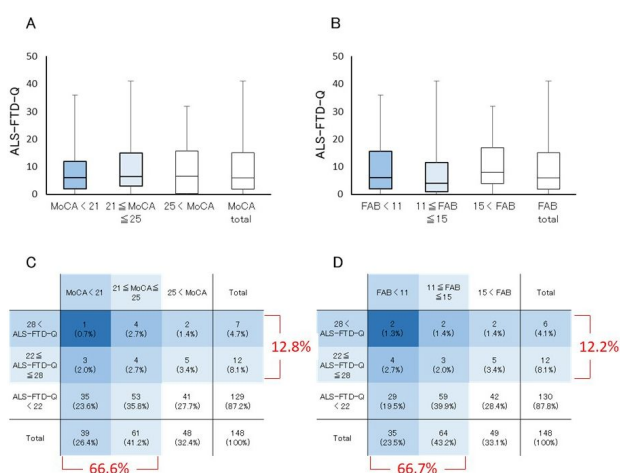 A
ALS-FTD-Q
50
40
30
20
10
0
MoCA < 21
21 ≦ MoCA
≦ 25
25 < MoCA
MoCA
total
B
ALS-FTD-Q
50
40
30
20
10
0
FAB < 11
11 ≦ FAB
≦ 15
15 < FAB
FAB
total
C
MoCA < 21
21 ≦ MoCA ≦
25
25 < MoCA
Total
28 <
ALS-FTD-Q
1
(0.7%)
4
(2.7%)
2
(1.4%)
7
(4.7%)
22 ≦
ALS-FTD-Q
≦ 28
3
(2.0%)
4
(2.7%)
5
(3.4%)
12
(8.1%)
ALS-FTD-Q
< 22
35
(23.6%)
53
(35.8%)
41
(27.7%)
129
(87.2%)
Total
39
(26.4%)
61
(41.2%)
48
(32.4%)
148
(100%)
12.8%
66.6%
D
FAB < 11
11 ≦ FAB
≦ 15
15 < FAB
Total
28 <
ALS-FTD-Q
2
(1.3%)
2
(1.4%)
2
(1.4%)
6
(4.1%)
22 ≦
ALS-FTD-Q
≦ 28
4
(2.7%)
3
(2.0%)
5
(3.4%)
12
(8.1%)
ALS-FTD-Q
< 22
29
(19.5%)
59
(39.9%)
42
(28.4%)
130
(87.8%)
Total
35
(23.5%)
64
(43.2%)
49
(33.1%)
148
(100%)
12.2%
66.7%